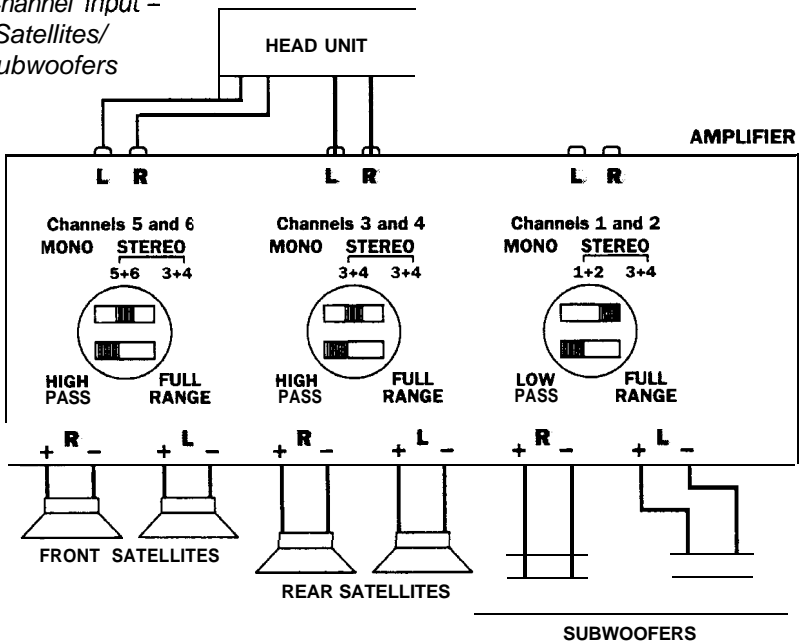 Channel Input –
Satellites/
ubwoofers
HEAD UNIT
AMPLIFIER
L R
L R
L R
Channels 5 and 6
MONO STEREO
5+6 3+4
HIGH PASS
FULL RANGE
Channels 3 and 4
MONO STEREO
3+4 3+4
HIGH PASS
FULL RANGE
Channels 1 and 2
MONO STEREO
1+2 3+4
LOW PASS
FULL RANGE
+ R – + L –
+ R – + L –
+ R – + L –
FRONT SATELLITES
REAR SATELLITES
SUBWOOFERS